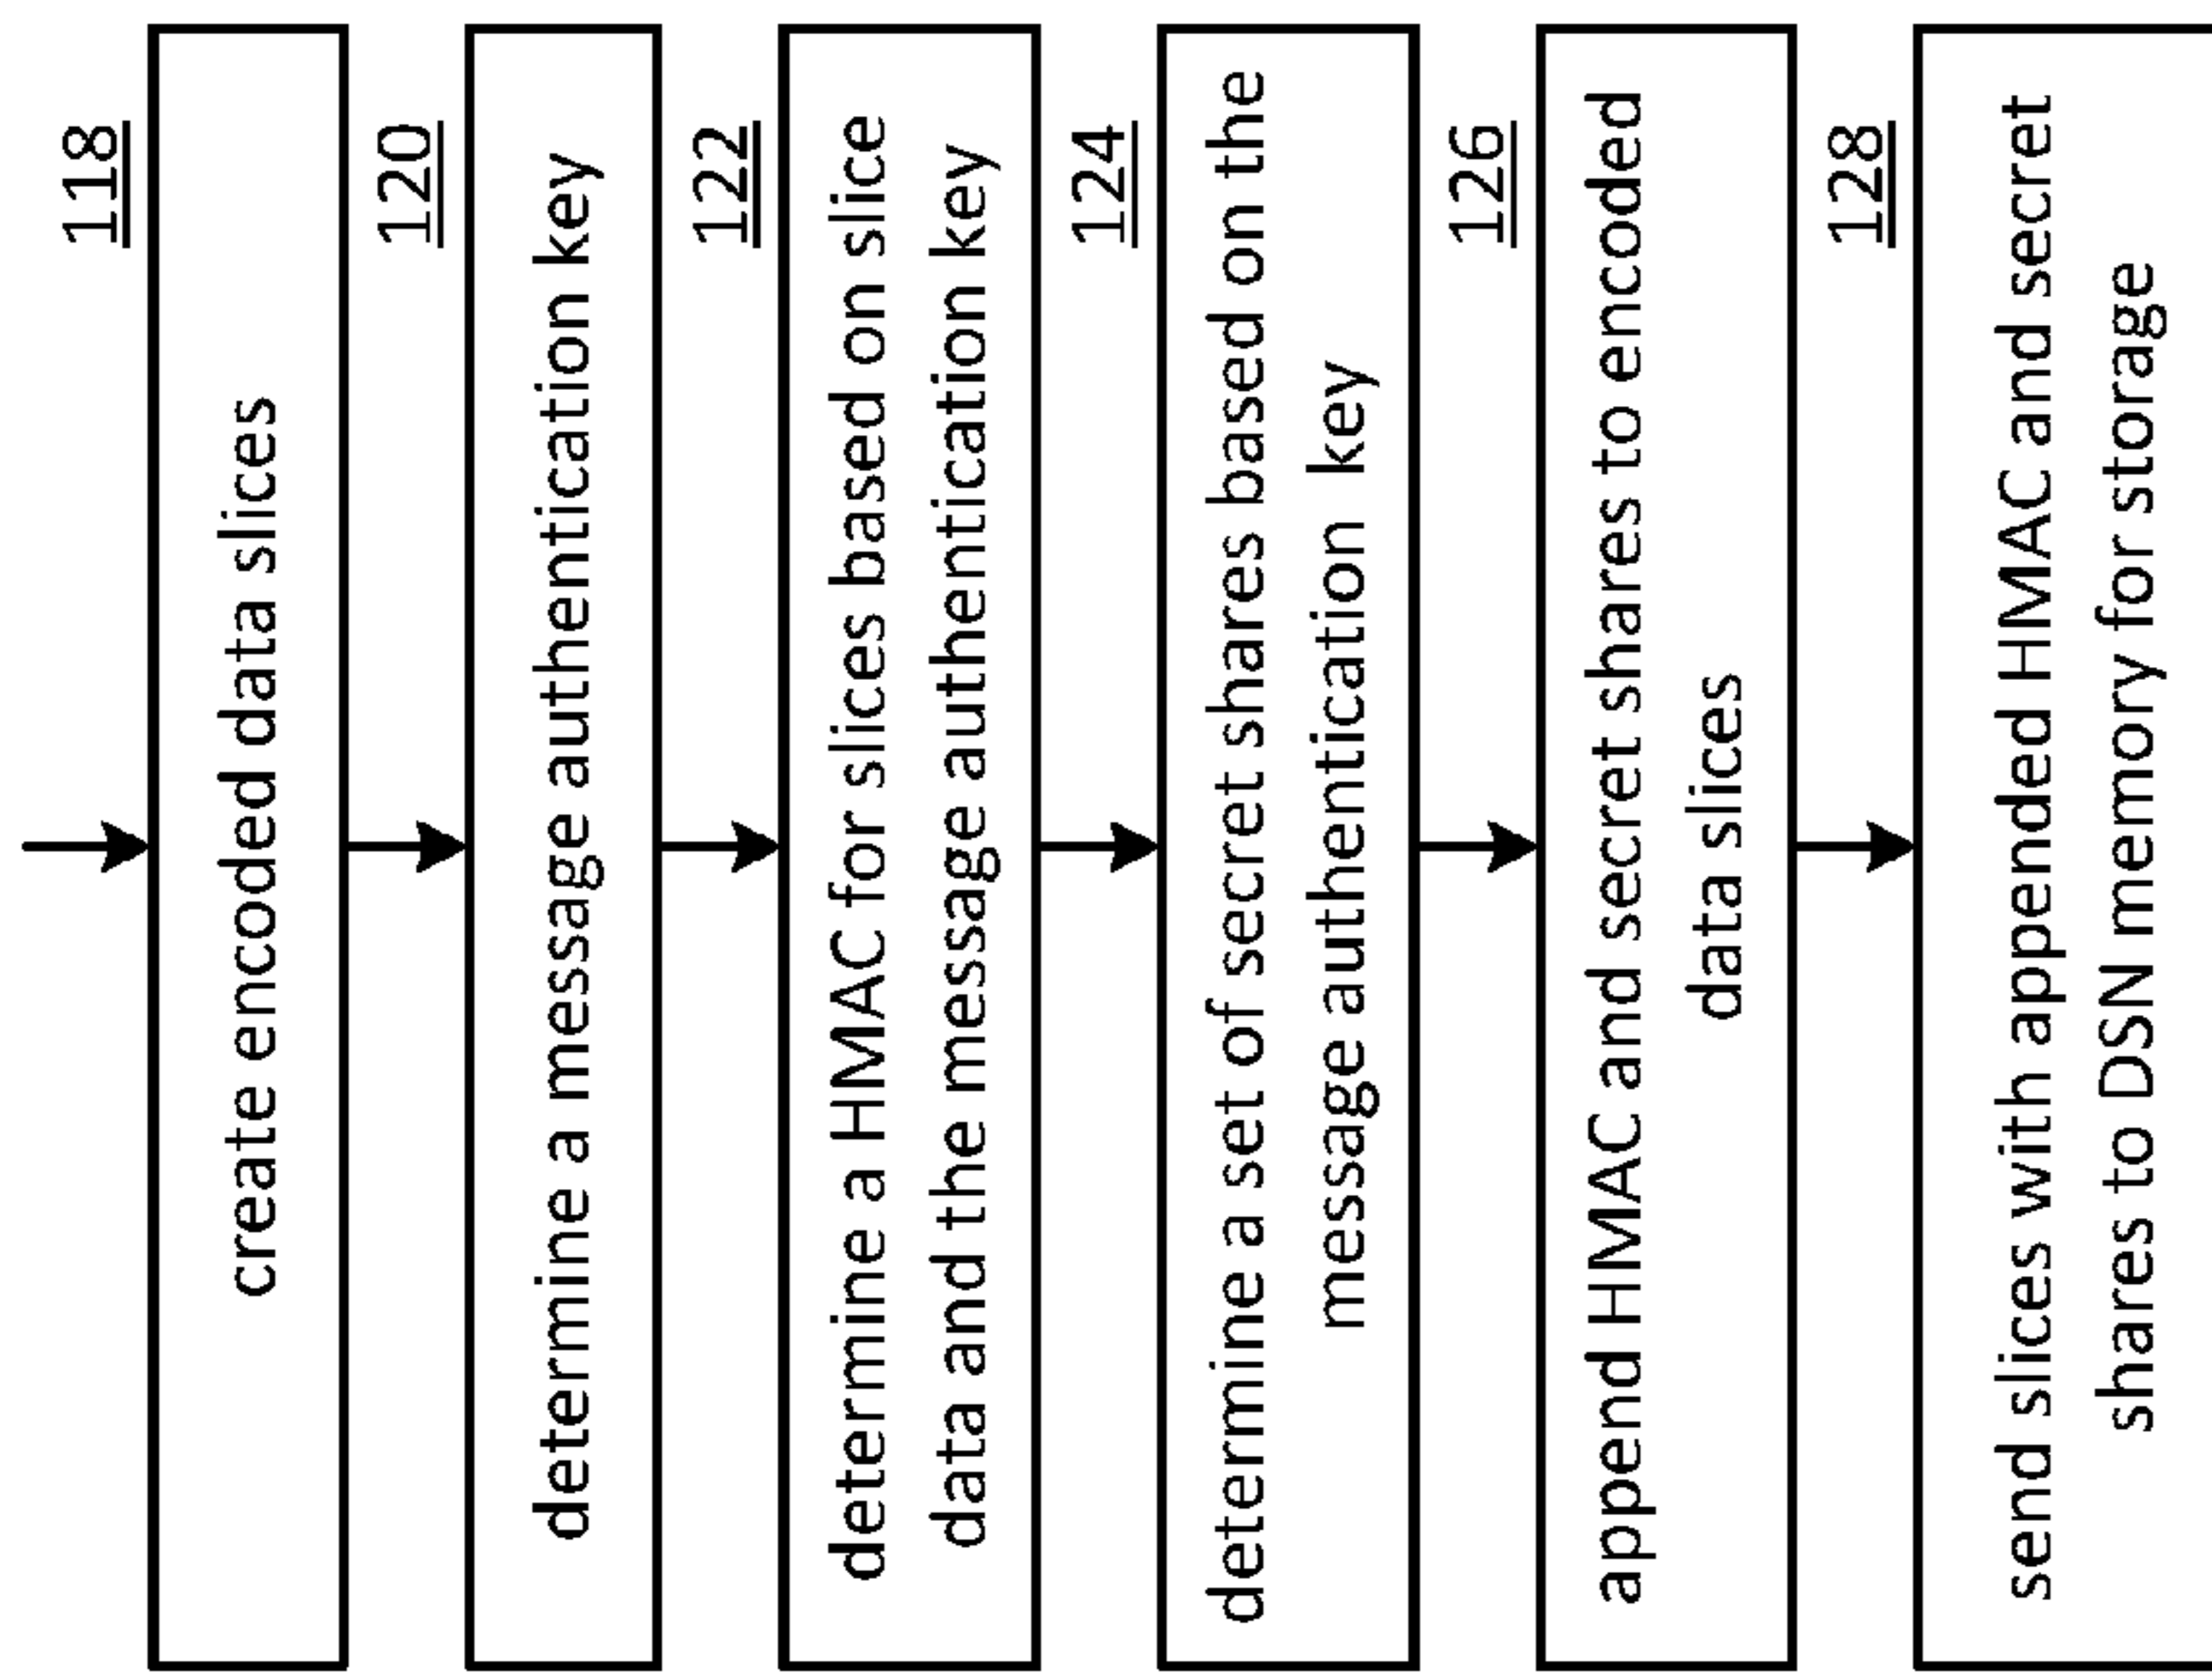 118
create encoded data slices
120
determine a message authentication key
122
determine a HMAC for slices based on slice
data and the message authentication key
124
determine a set of secret shares based on the
message authentication key
126
append HMAC and secret shares to encoded
data slices
128
send slices with appended HMAC and secret
shares to DSN memory for storage